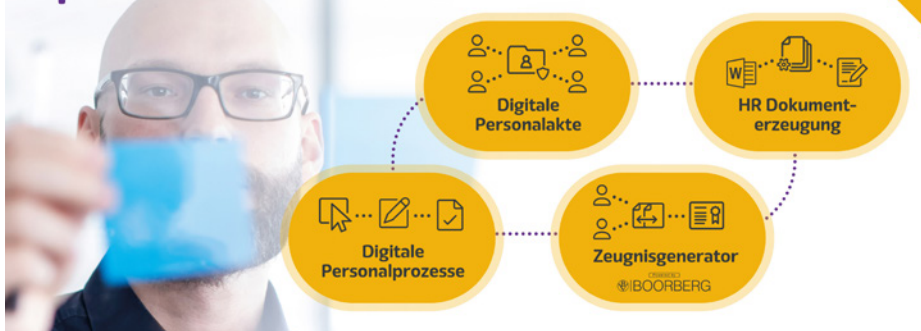 Digitale
Personalakte
W
HR Dokument-
erzeugung
Digitale
Personalprozesse
Zeugnisgenerator
BOORBERG